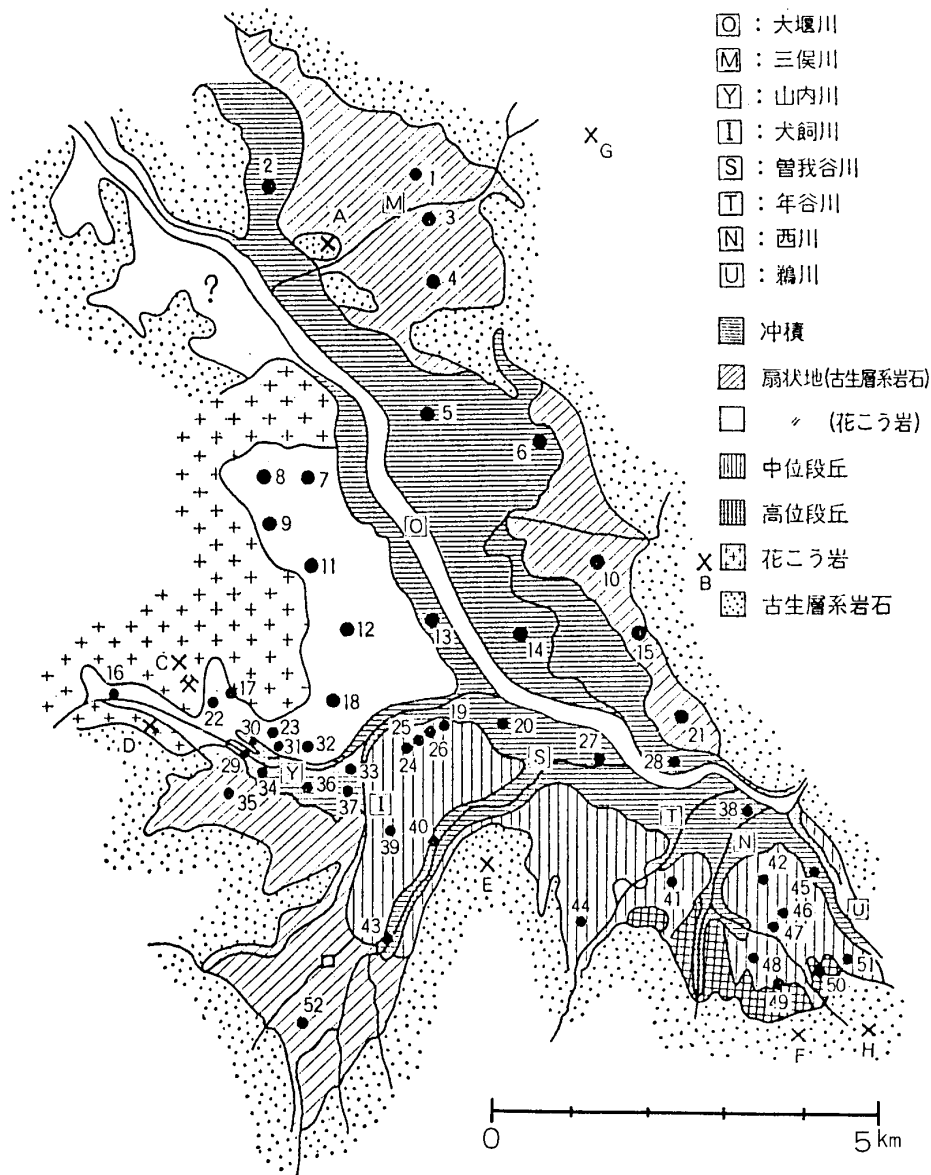 O : 大堰川
M : 三俣川
Y : 山内川
I : 犬飼川
S : 曽我谷川
T : 年谷川
N : 西川
U : 鵜川
沖積
扇状地(古生層系岩石)
〃 (花こう岩)
中位段丘
高位段丘
花こう岩
古生層系岩石
G
2
1
M
A
3
4
?
5
6
8
7
9
O
11
10
B
12
13
14
15
16
C
17
22
18
21
D
30
23
31
32
25
19
24
26
20
S
27
28
29
34
Y
36
33
35
37
I
39
40
T
38
N
E
42
45
41
44
46
47
U
43
48
51
50
49
52
F
H
0
5 km